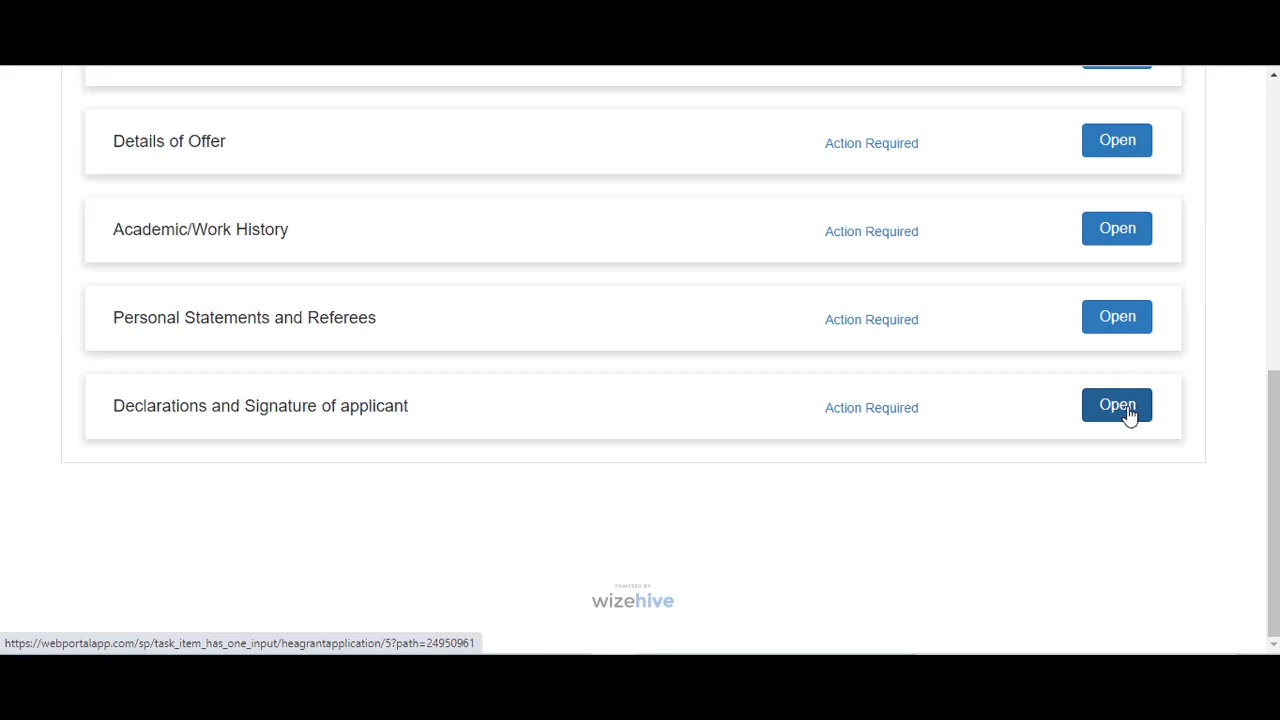 Details of Offer
Action Required
Open
Academic/Work History
Action Required
Open
Personal Statements and Referees
Action Required
Open
Declarations and Signature of applicant
Action Required
Open
POWERED BY
wizehive
https://webportalapp.com/sp/task_item_has_one_input/heagrantapplication/5?path=24950961